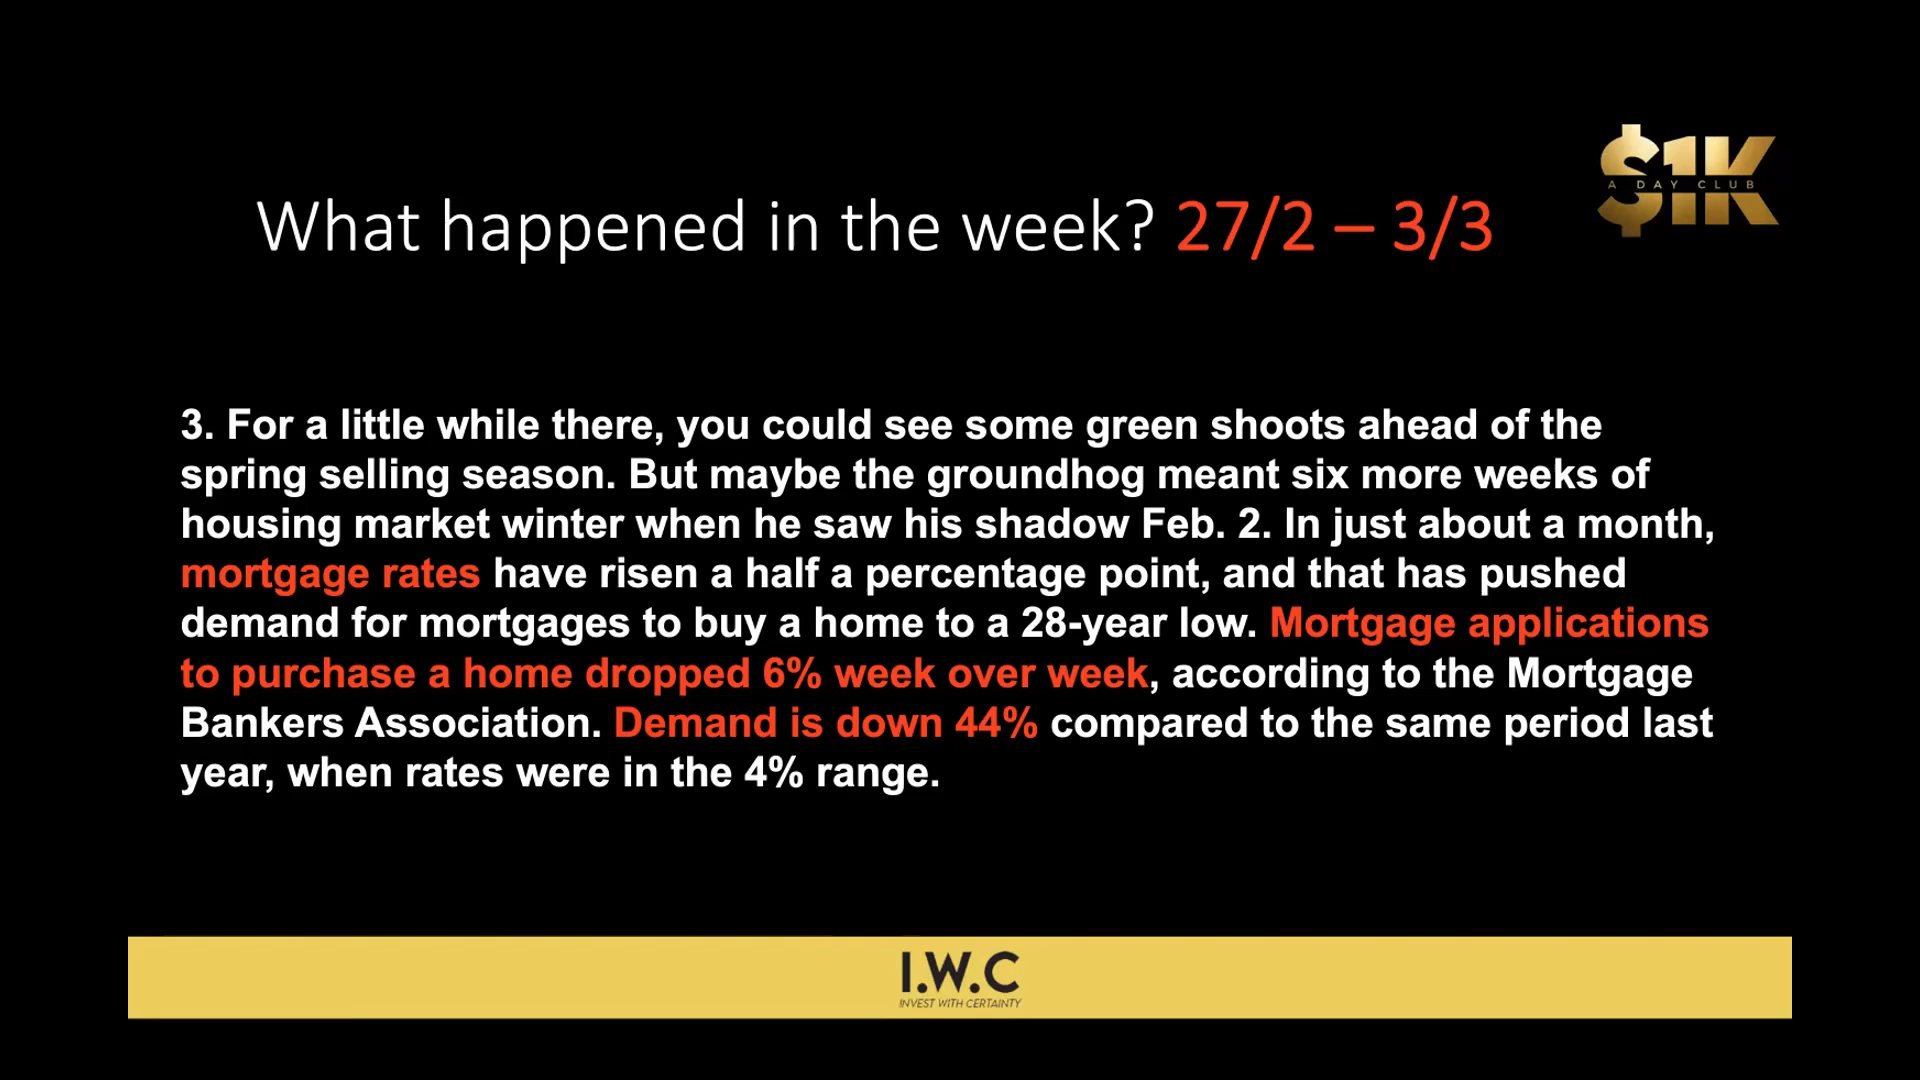 What happened in the week? 27/2 – 3/3
$1K
A DAY CLUB
3. For a little while there, you could see some green shoots ahead of the
spring selling season. But maybe the groundhog meant six more weeks of
housing market winter when he saw his shadow Feb. 2. In just about a month,
mortgage rates have risen a half a percentage point, and that has pushed
demand for mortgages to buy a home to a 28-year low. Mortgage applications
to purchase a home dropped 6% week over week, according to the Mortgage
Bankers Association. Demand is down 44% compared to the same period last
year, when rates were in the 4% range.
I.W.C
INVEST WITH CERTAINTY